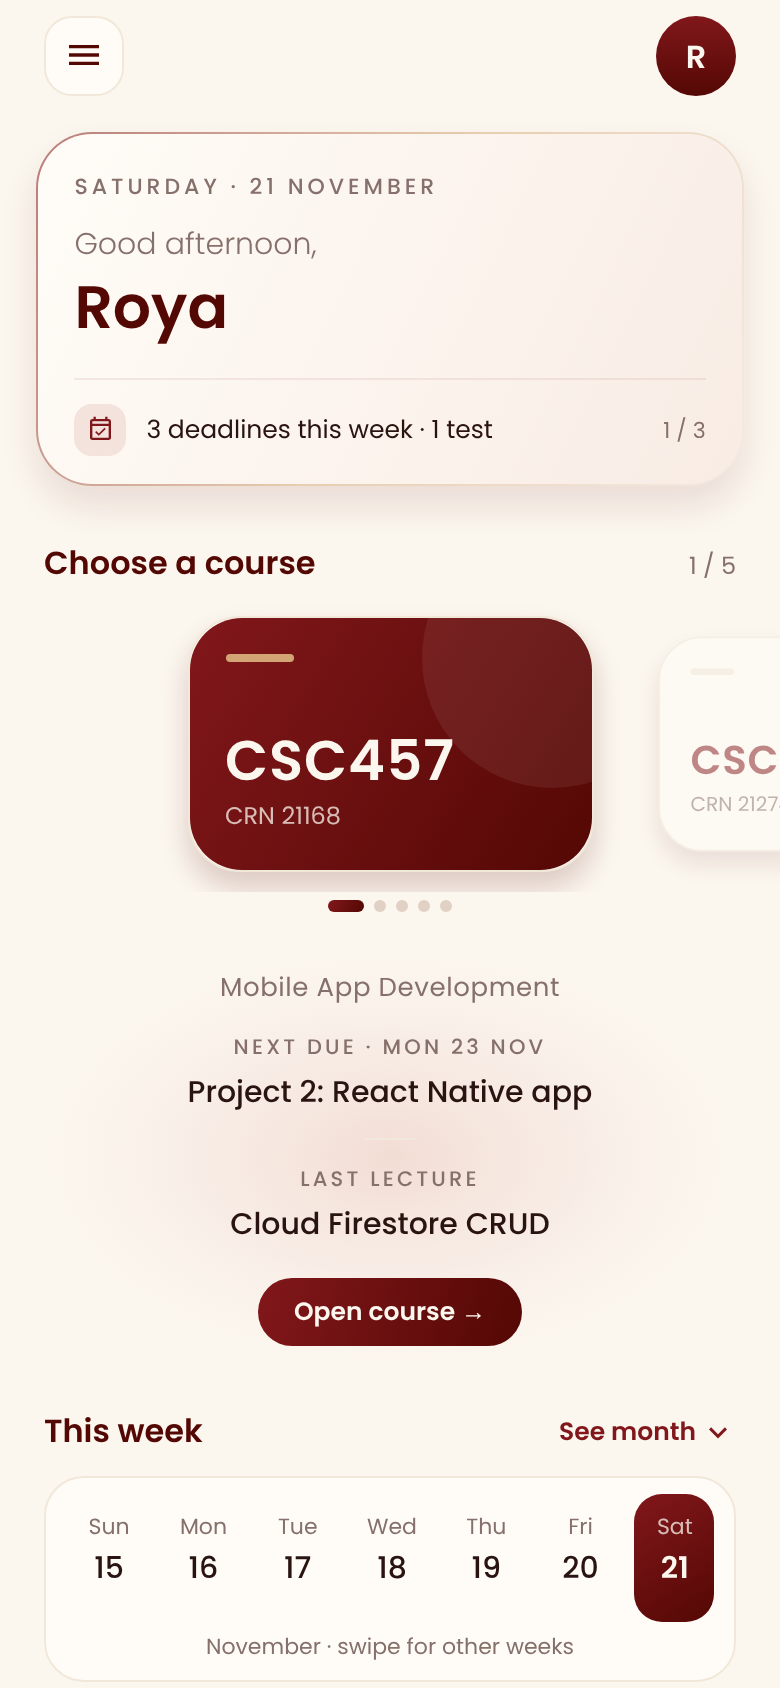 R
SATURDAY · 21 NOVEMBER
Good afternoon,
Roya
3 deadlines this week · 1 test
1 / 3
Choose a course
1 / 5
CSC457
CRN 21168
CSC
CRN 2127
Mobile App Development
NEXT DUE · MON 23 NOV
Project 2: React Native app
LAST LECTURE
Cloud Firestore CRUD
Open course →
This week
See month
Sun Mon Tue Wed Thu Fri Sat
15 16 17 18 19 20 21
November · swipe for other weeks